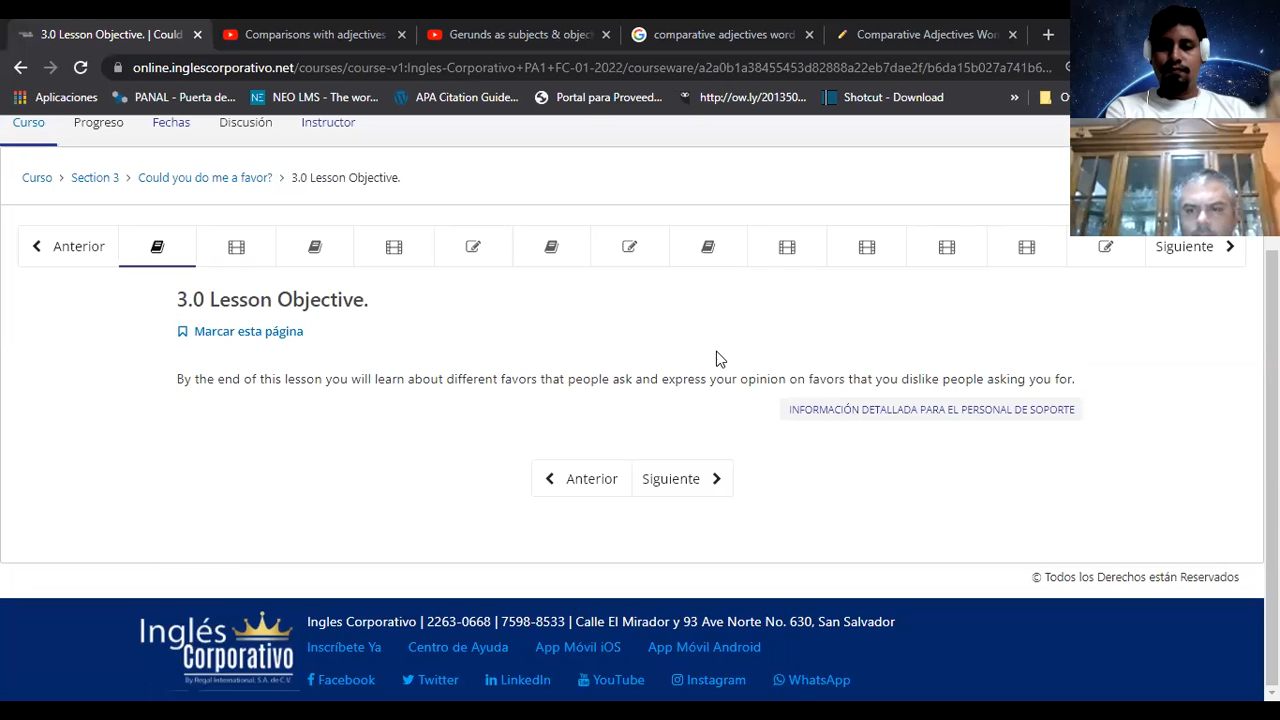 3.0 Lesson Objective. | Could
Comparisons with adjectives
Gerunds as subjects & objec
comparative adjectives word
Comparative Adjectives Wor
online.inglescorporativo.net/courses/course-v1:Ingles-Corporativo+PA1+FC-01-2022/courseware/a2a0b1a38455453d82888a22eb7dae2f/b6da15b027a741b6...
Aplicaciones
PANAL - Puerta de...
NEO LMS - The wor...
APA Citation Guide...
Portal para Proveed...
http://ow.ly/201350...
Shotcut - Download
»
Curso
Progreso
Fechas
Discusión
Instructor
Curso > Section 3 > Could you do me a favor? > 3.0 Lesson Objective.
Anterior
Siguiente
3.0 Lesson Objective.
Marcar esta página
By the end of this lesson you will learn about different favors that people ask and express your opinion on favors that you dislike people asking you for.
INFORMACIÓN DETALLADA PARA EL PERSONAL DE SOPORTE
Anterior
Siguiente
© Todos los Derechos están Reservados
Inglés
Corporativo
By Regal International, S.A. de C.V.
Ingles Corporativo | 2263-0668 | 7598-8533 | Calle El Mirador y 93 Ave Norte No. 630, San Salvador
Inscríbete Ya
Centro de Ayuda
App Móvil iOS
App Móvil Android
Facebook
Twitter
LinkedIn
YouTube
Instagram
WhatsApp